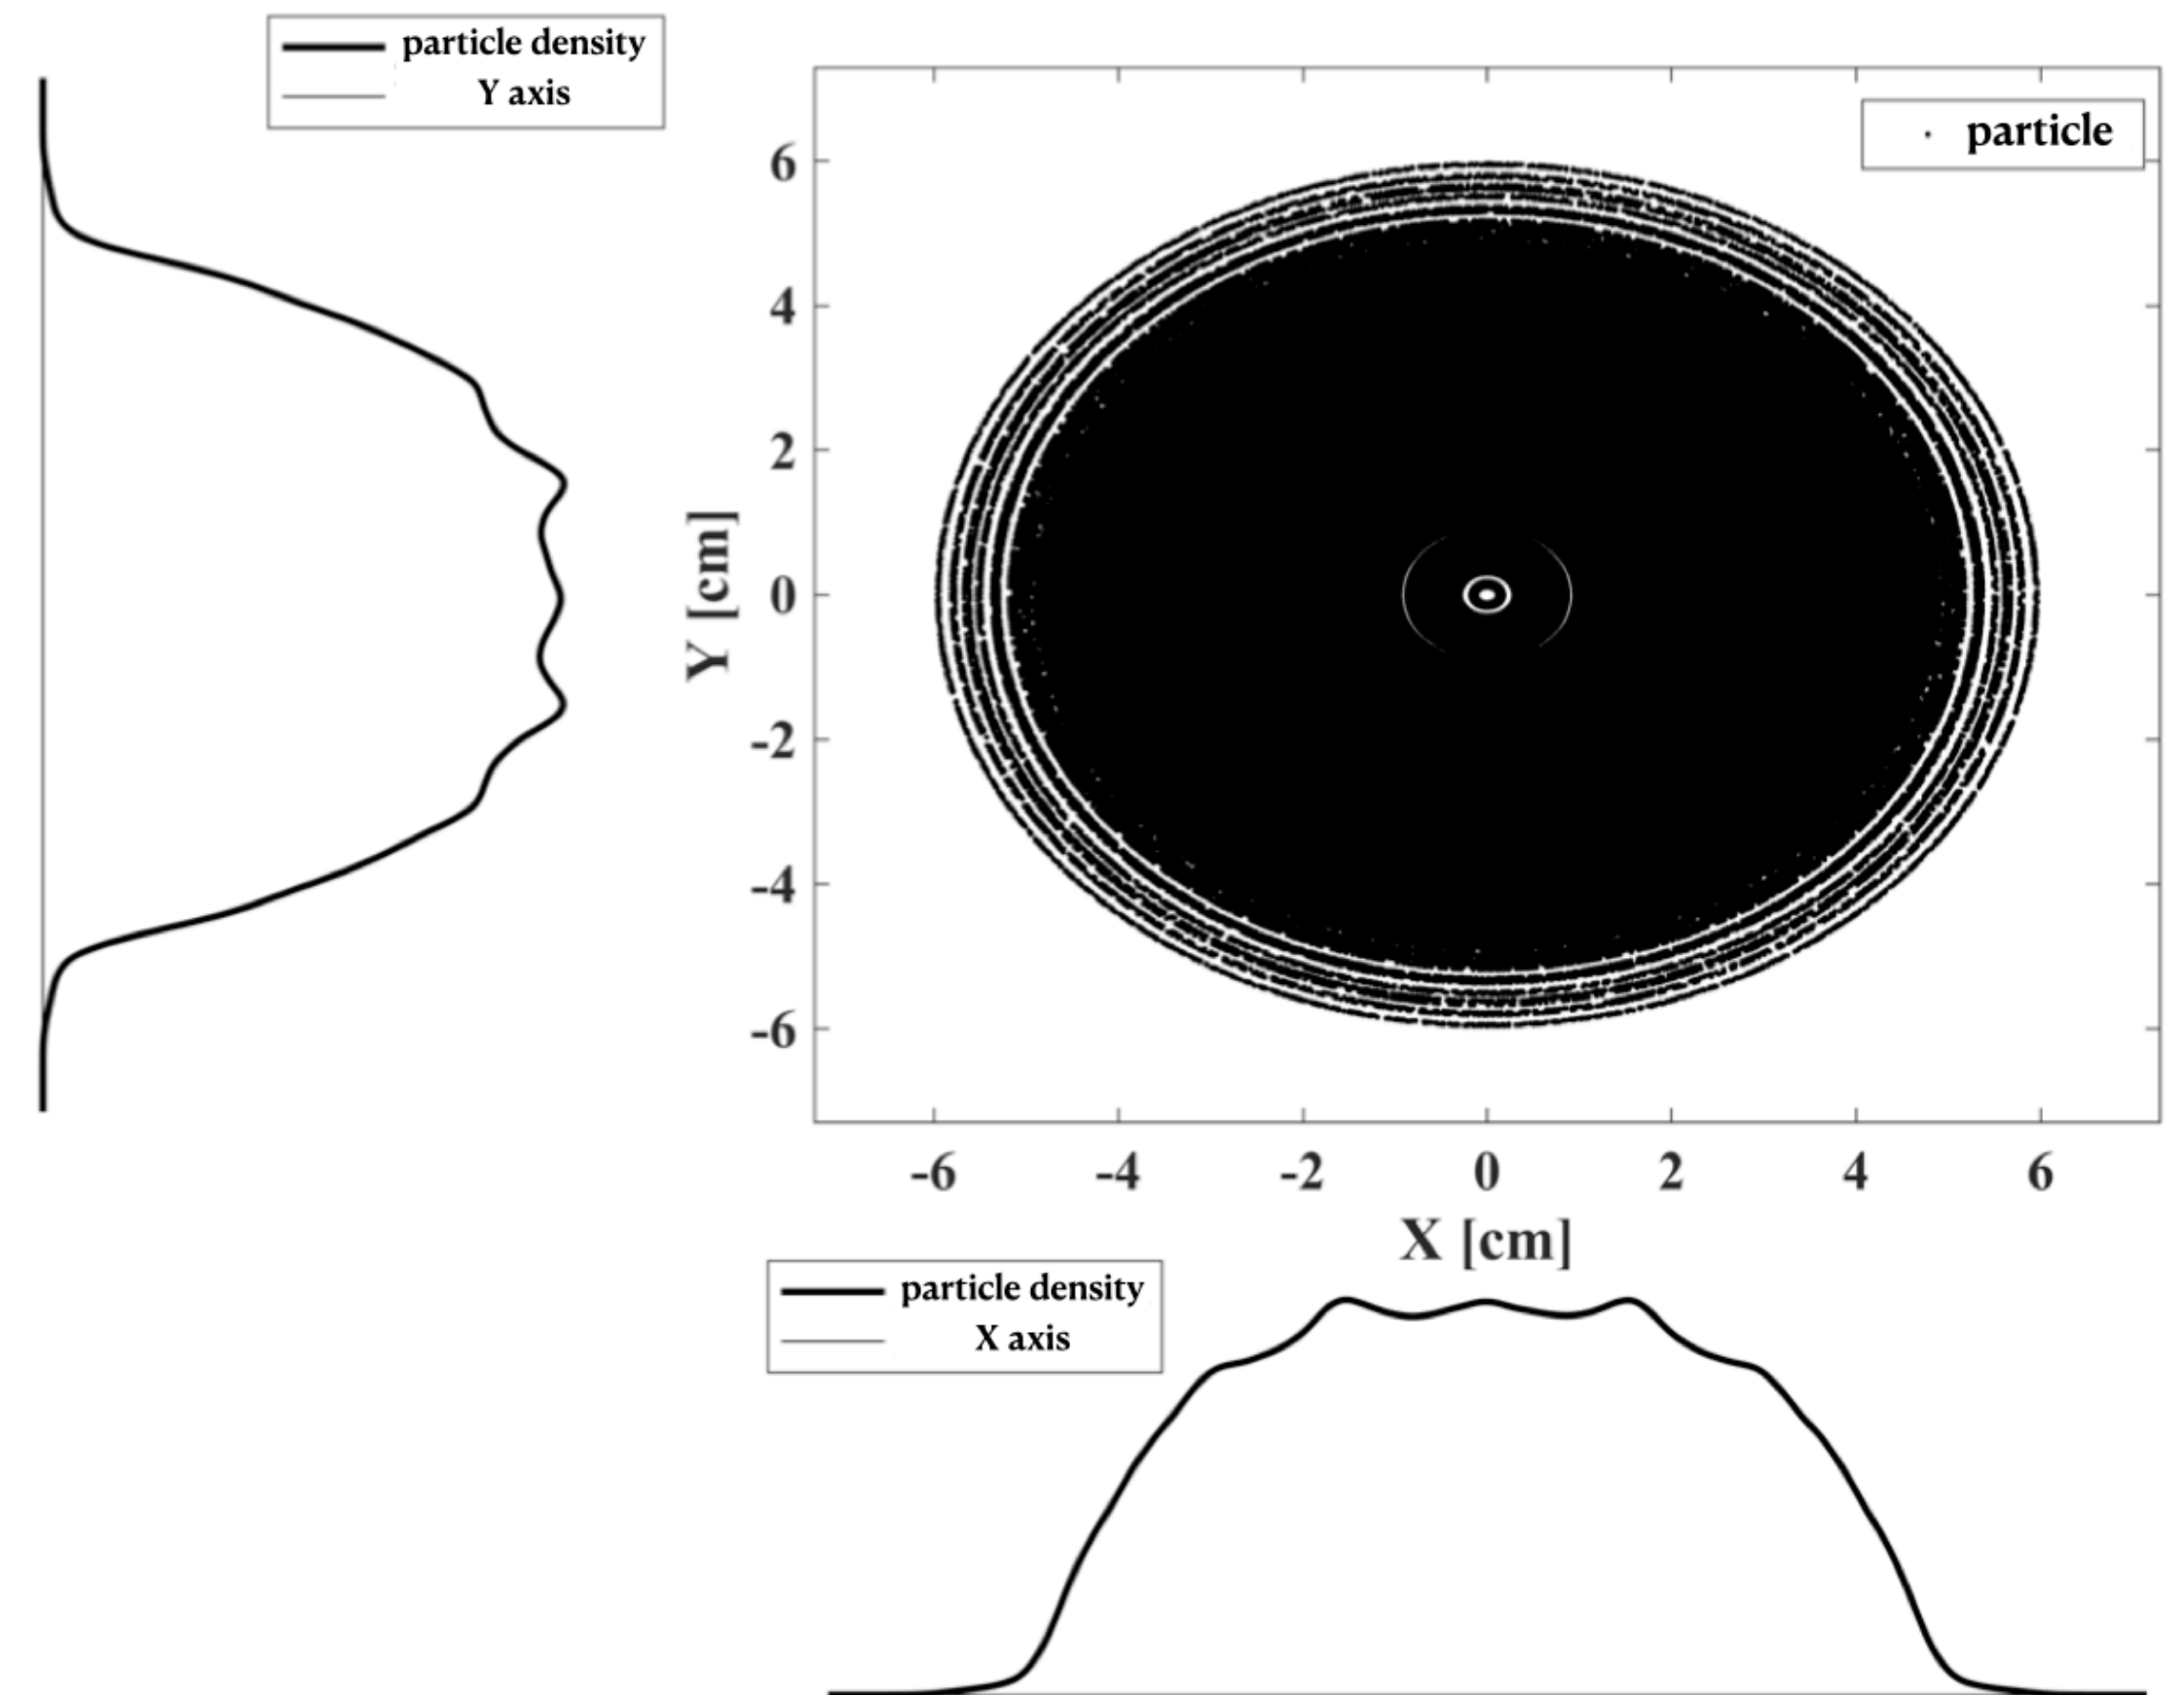 particle density
Y axis
particle
6
4
2
0
-2
-4
-6
Y [cm]
-6 -4 -2 0 2 4 6
X [cm]
particle density
X axis